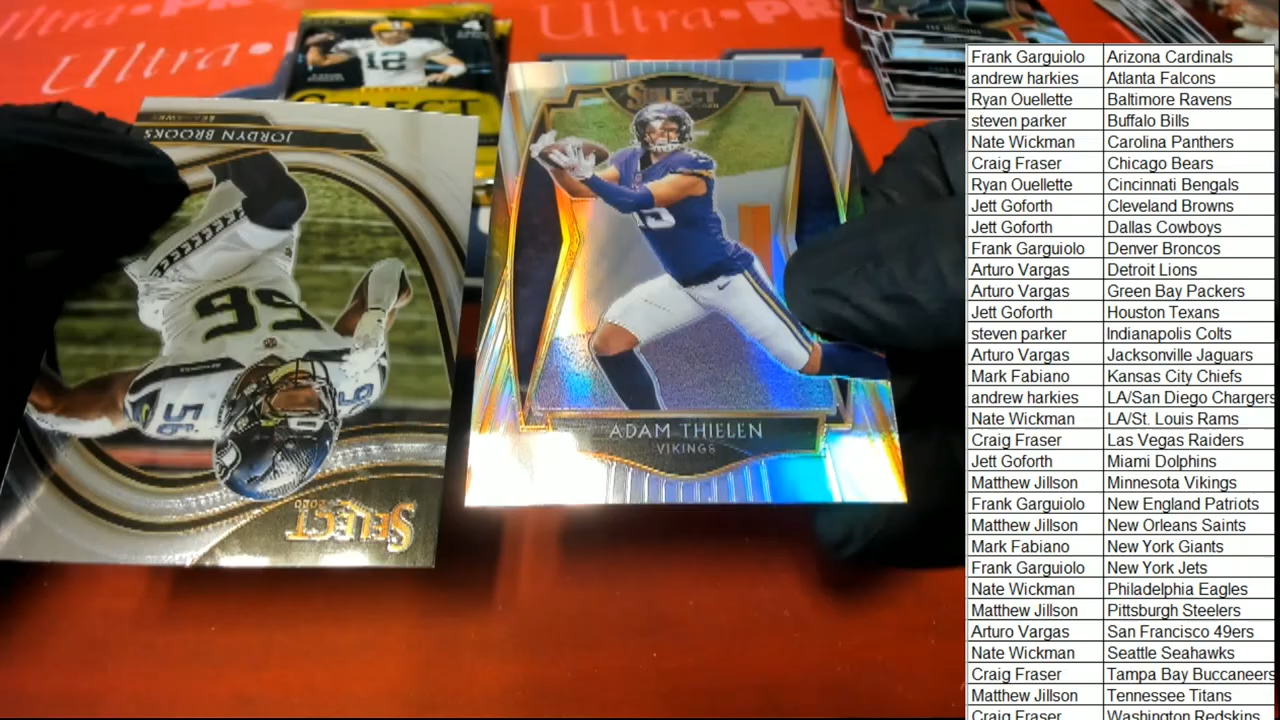 Ultra•PRO
Ultra•PR
12
SELECT
JORDYN BROOKS
SEAHAWKS
56
56
SELECT
2020
SELECT
15
ADAM THIELEN
VIKINGS
Frank Garguiolo Arizona Cardinals
andrew harkies Atlanta Falcons
Ryan Ouellette Baltimore Ravens
steven parker Buffalo Bills
Nate Wickman Carolina Panthers
Craig Fraser Chicago Bears
Ryan Ouellette Cincinnati Bengals
Jett Goforth Cleveland Browns
Jett Goforth Dallas Cowboys
Frank Garguiolo Denver Broncos
Arturo Vargas Detroit Lions
Arturo Vargas Green Bay Packers
Jett Goforth Houston Texans
steven parker Indianapolis Colts
Arturo Vargas Jacksonville Jaguars
Mark Fabiano Kansas City Chiefs
andrew harkies LA/San Diego Chargers
Nate Wickman LA/St. Louis Rams
Craig Fraser Las Vegas Raiders
Jett Goforth Miami Dolphins
Matthew Jillson Minnesota Vikings
Frank Garguiolo New England Patriots
Matthew Jillson New Orleans Saints
Mark Fabiano New York Giants
Frank Garguiolo New York Jets
Nate Wickman Philadelphia Eagles
Matthew Jillson Pittsburgh Steelers
Arturo Vargas San Francisco 49ers
Nate Wickman Seattle Seahawks
Craig Fraser Tampa Bay Buccaneers
Matthew Jillson Tennessee Titans
Craig Fraser Washington Redskins